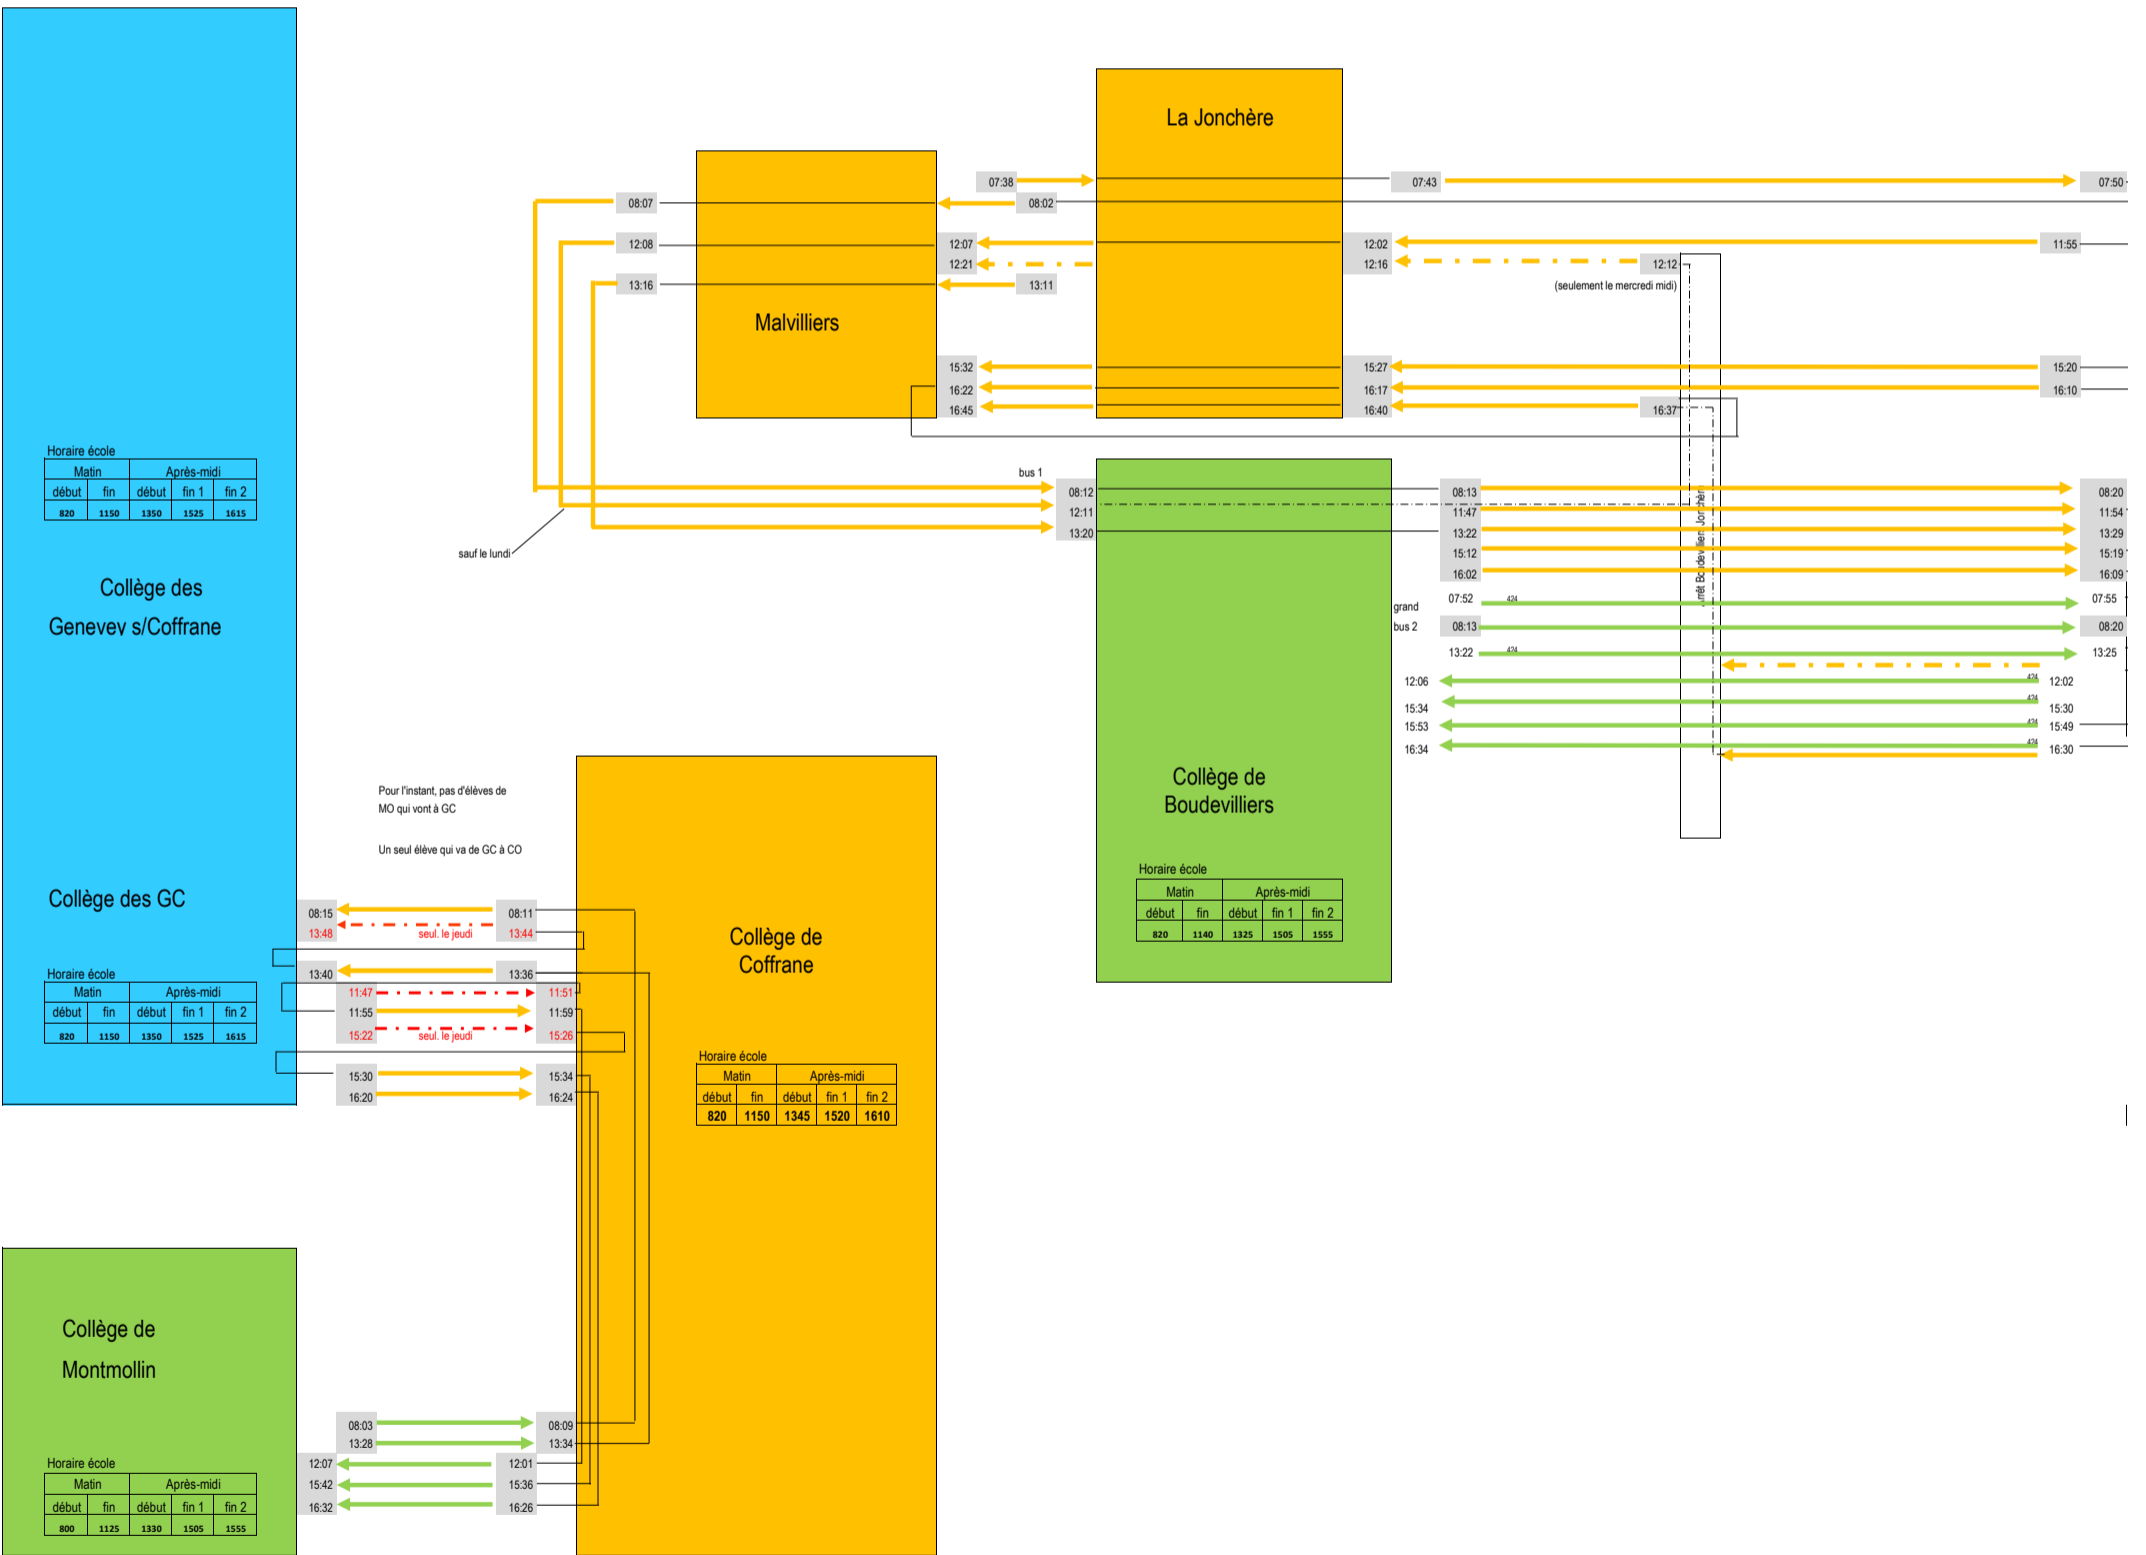 La Jonchère
07:38
07:43
07:50
08:07
08:02
12:08
12:07
12:02
11:55
12:21
12:16
12:12
13:16
13:11
(seulement le mercredi midi)
Malvilliers
15:32
15:27
15:20
16:22
16:17
16:10
16:45
16:40
16:37
Horaire école
Matin Après-midi
début fin début fin 1 fin 2
820 1150 1350 1525 1615
bus 1
08:12
08:13
08:20
12:11
11:47
11:54
13:20
13:22
13:29
15:12
15:19
16:02
16:09
sauf le lundi
Arrêt Boudevilliers Jonchère
Collège des
Genevey s/Coffrane
grand
bus 2
07:52
424
07:55
08:13
08:20
13:22
424
13:25
12:06
424
12:02
15:34
424
15:30
15:53
424
15:49
16:34
424
16:30
Collège de
Boudevilliers
Horaire école
Matin Après-midi
début fin début fin 1 fin 2
820 1140 1325 1505 1555
Pour l'instant, pas d'élèves de
MO qui vont à GC
Un seul élève qui va de GC à CO
Collège des GC
08:15
08:11
13:48
seul. le jeudi
13:44
13:40
13:36
11:47
11:51
11:55
11:59
15:22
seul. le jeudi
15:26
15:30
15:34
16:20
16:24
Horaire école
Matin Après-midi
début fin début fin 1 fin 2
820 1150 1350 1525 1615
Collège de
Coffrane
Horaire école
Matin Après-midi
début fin début fin 1 fin 2
820 1150 1345 1520 1610
Collège de
Montmollin
08:03
08:09
13:28
13:34
12:07
12:01
15:42
15:36
16:32
16:26
Horaire école
Matin Après-midi
début fin début fin 1 fin 2
800 1125 1330 1505 1555